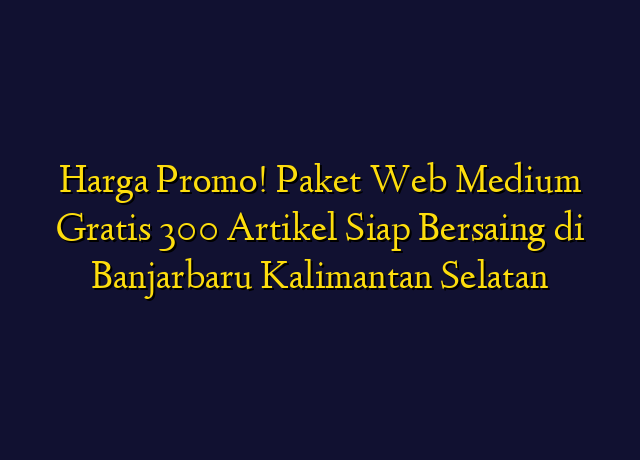 Harga Promo! Paket Web Medium
Gratis 300 Artikel Siap Bersaing di
Banjarbaru Kalimantan Selatan